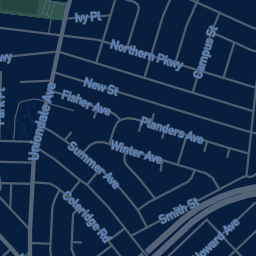 Ivy Pl
Northern Pkwy
Campus St
New St
Fisher Ave
Uniondale Ave
Planders Ave
Winter Ave
Summer Ave
Coleridge Rd
Smith St
Howard Ave